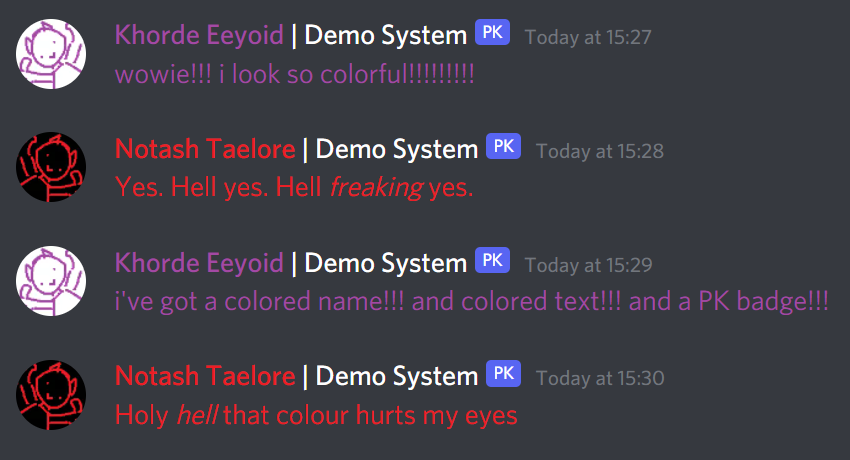 Khorde Eeyoid | Demo System PK Today at 15:27
wowie!!! i look so colorful!!!!!!!!!
Notash Taelore | Demo System PK Today at 15:28
Yes. Hell yes. Hell freaking yes.
Khorde Eeyoid | Demo System PK Today at 15:29
i've got a colored name!!! and colored text!!! and a PK badge!!!
Notash Taelore | Demo System PK Today at 15:30
Holy hell that colour hurts my eyes